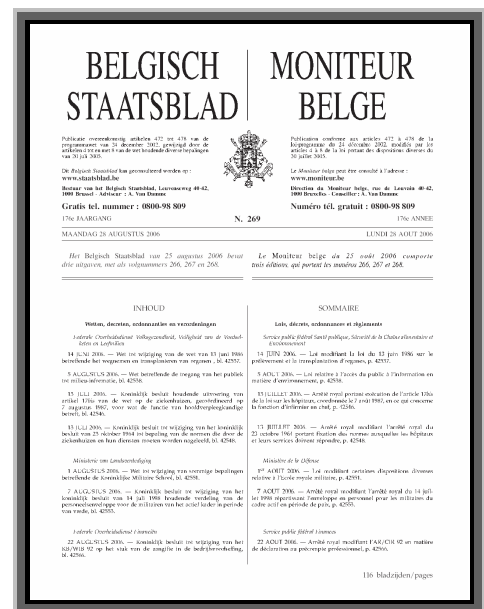 BELGISCH
STAATSBLAD
MONITEUR
BELGE
Publicatie overeenkomstig artikelen 472 tot 478 van de
programmawet van 24 december 2002, gewijzigd door de
artikelen 4 tot en met 8 van de wet houdende diverse bepalingen
van 20 juli 2005.
Dit Belgisch Staatsblad kan geconsulteerd worden op :
www.staatsblad.be
Bestuur van het Belgisch Staatsblad, Leuvenseweg 40-42,
1000 Brussel - Adviseur : A. Van Damme
Gratis tel. nummer : 0800-98 809
Publication conforme aux articles 472 à 478 de la
loi-programme du 24 décembre 2002, modifiés par les
articles 4 à 8 de la loi portant des dispositions diverses du
20 juillet 2005.
Le Moniteur belge peut être consulté à l'adresse :
www.moniteur.be
Direction du Moniteur belge, rue de Louvain 40-42,
1000 Bruxelles - Conseiller : A. Van Damme
Numéro tél. gratuit : 0800-98 809
176e JAARGANG
N. 269
176e ANNEE
MAANDAG 28 AUGUSTUS 2006
LUNDI 28 AOUT 2006
Het Belgisch Staatsblad van 25 augustus 2006 bevat
drie uitgaven, met als volgnummers 266, 267 en 268.
Le Moniteur belge du 25 août 2006 comporte
trois éditions, qui portent les numéros 266, 267 et 268.
INHOUD
Wetten, decreten, ordonnanties en verordeningen
Federale Overheidsdienst Volksgezondheid, Veiligheid van de Voedsel-
keten en Leefmilieu
14 JUNI 2006. — Wet tot wijziging van de wet van 13 juni 1986
betreffende het wegnemen en transplanteren van organen, bl. 42537.
5 AUGUSTUS 2006. — Wet betreffende de toegang van het publiek
tot milieu-informatie, bl. 42538.
15 JULI 2006. — Koninklijk besluit houdende uitvoering van
artikel 17bis van de wet op de ziekenhuizen, gecoördineerd op
7 augustus 1987, voor wat de functie van hoofdverpleegkundige
betreft, bl. 42546.
13 JULI 2006. — Koninklijk besluit tot wijziging van het koninklijk
besluit van 23 oktober 1964 tot bepaling van de normen die door de
ziekenhuizen en hun diensten moeten worden nageleefd, bl. 42548.
Ministerie van Landsverdediging
1 AUGUSTUS 2006. — Wet tot wijziging van sommige bepalingen
betreffende de Koninklijke Militaire School, bl. 42551.
7 AUGUSTUS 2006. — Koninklijk besluit tot wijziging van het
koninklijk besluit van 14 juli 1998 houdende verdeling van de
personeelsenveloppe voor de militairen van het actief kader in periode
van vrede, bl. 42555.
Federale Overheidsdienst Financiën
22 AUGUSTUS 2006. — Koninklijk besluit tot wijziging van het
KB/WIB 92 op het stuk van de aangifte in de bedrijfsvoorheffing,
bl. 42566.
SOMMAIRE
Lois, décrets, ordonnances et règlements
Service public fédéral Santé publique, Sécurité de la Chaîne alimentaire et
Environnement
14 JUIN 2006. — Loi modifiant la loi du 13 juin 1986 sur le
prélèvement et la transplantation d'organes, p. 42537.
5 AOUT 2006. — Loi relative à l'accès du public à l'information en
matière d'environnement, p. 42538.
15 JUILLET 2006. — Arrêté royal portant exécution de l'article 17bis
de la loi sur les hôpitaux, coordonnée le 7 août 1987, en ce qui concerne
la fonction d'infirmier en chef, p. 42546.
13 JUILLET 2006. — Arrêté royal modifiant l'arrêté royal du
23 octobre 1964 portant fixation des normes auxquelles les hôpitaux
et leurs services doivent répondre, p. 42548.
Ministère de la Défense
1er AOUT 2006. — Loi modifiant certaines dispositions diverses
relative à l'Ecole royale militaire, p. 42551.
7 AOUT 2006. — Arrêté royal modifiant l'arrêté royal du 14 juil-
let 1998 répartissant l'enveloppe en personnel pour les militaires du
cadre actif en période de paix, p. 42555.
Service public fédéral Finances
22 AOUT 2006. — Arrêté royal modifiant l'AR/CIR 92 en matière
de déclaration au précompte professionnel, p. 42566.
116 bladzijden/pages